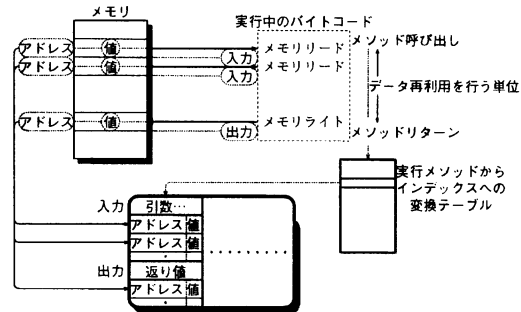 メモリ
実行中のバイトコード
アドレス 値 メモリリード メソッド呼び出し
入力
アドレス 値 メモリリード
入力
データ再利用を行う単位
アドレス 値 メモリライト
出力 メソッドリターン
実行メソッドから
インデックスへの
変換テーブル
入力 引数…
アドレス 値
アドレス 値
出力 返り値
アドレス 値